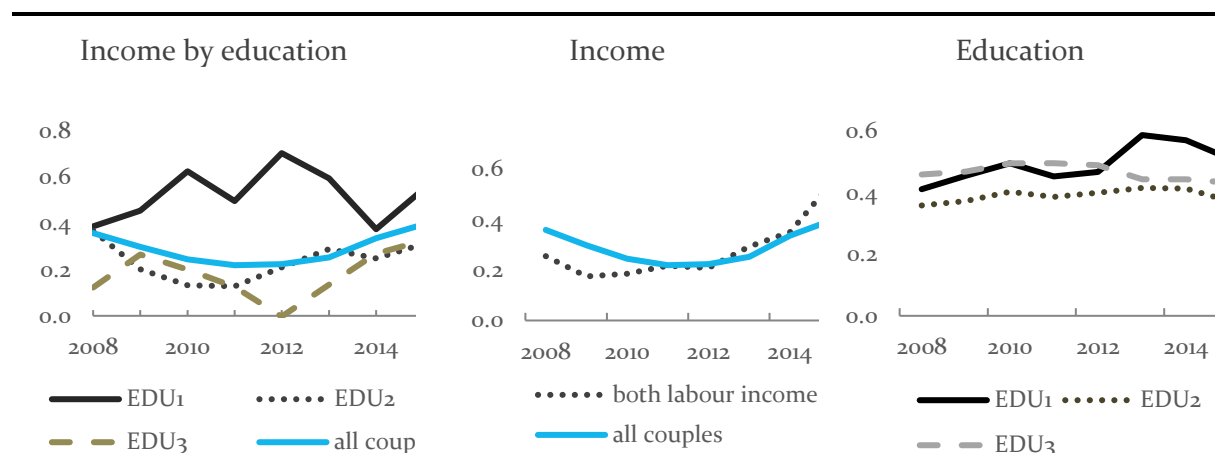 Income by education
0.8
0.6
0.4
0.2
0.0
2008 2010 2012 2014
EDU1 EDU2
EDU3 all coup
Income
0.6
0.4
0.2
0.0
2008 2010 2012 2014
both labour income
all couples
Education
0.6
0.4
0.2
0.0
2008 2010 2012 2014
EDU1 EDU2
EDU3